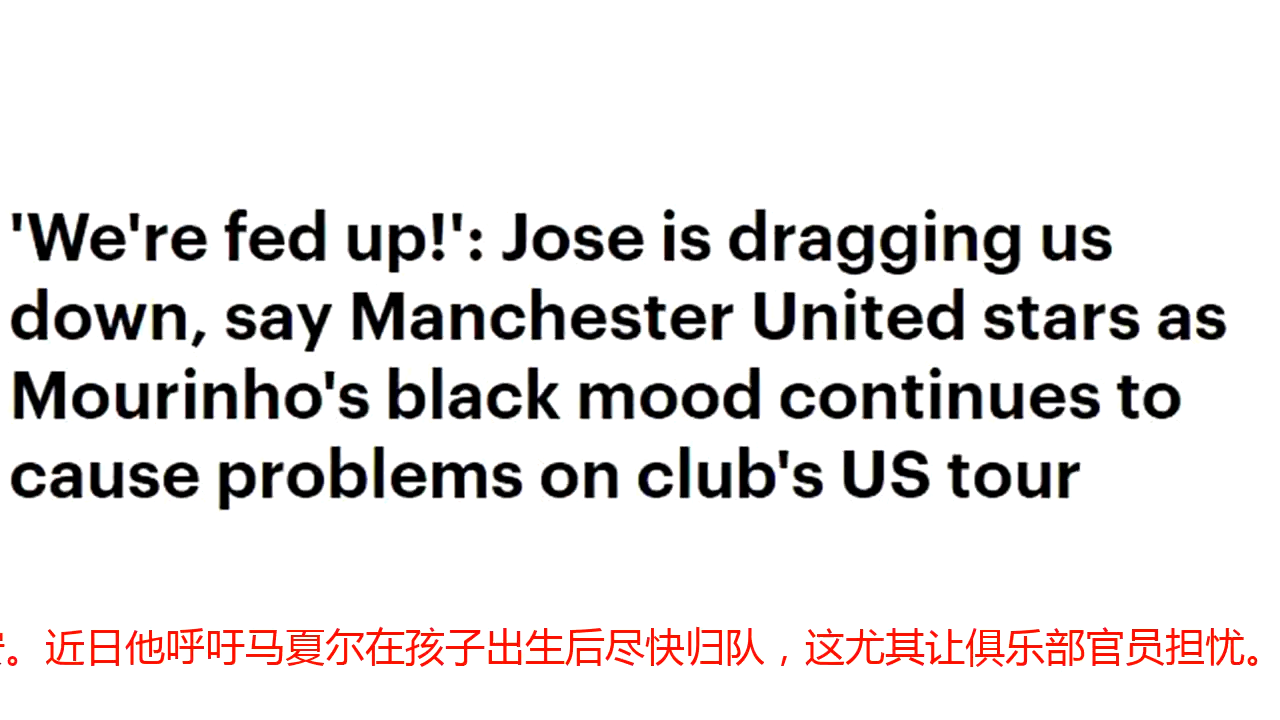 'We're fed up!': Jose is dragging us
down, say Manchester United stars as
Mourinho's black mood continues to
cause problems on club's US tour
。近日他呼吁马夏尔在孩子出生后尽快归队，这尤其让俱乐部官员担忧。